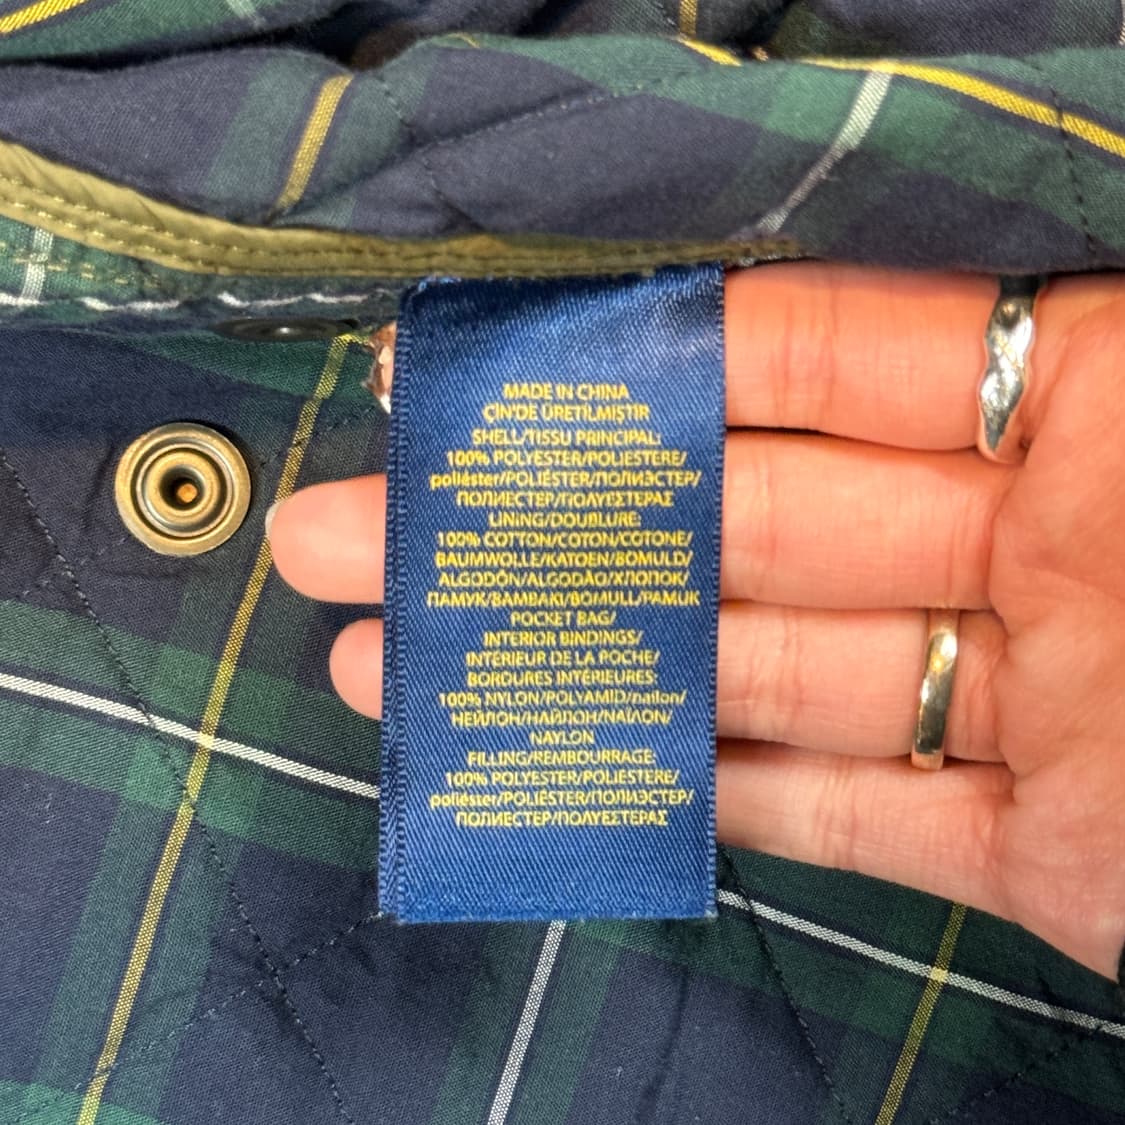 MADE IN CHINA
ÇİN'DE ÜRETİLMİŞTİR
SHELL/TISSU PRINCIPAL:
100% POLYESTER/POLIESTERE/
poliéster/POLIÉSTER/ПОЛИЭСТЕР/
ПОЛИЕСТЕР/ΠΟΛΥΕΣΤΕΡΑΣ
LINING/DOUBLURE:
100% COTTON/COTON/COTONE/
BAUMWOLLE/KATOEN/BOMULD/
ALGODÓN/ALGODÃO/ХЛОПОК/
ПАМУК/ΒΑΜΒΑΚΙ/BOMULL/PAMUK
POCKET BAG/
INTERIOR BINDINGS/
INTÉRIEUR DE LA POCHE/
BORDURES INTÉRIEURES:
100% NYLON/POLYAMID/nailon/
НЕЙЛОН/НАЙЛОН/ΝΑΪΛΟΝ/
NAYLON
FILLING/REMBOURRAGE:
100% POLYESTER/POLIESTERE/
poliéster/POLIÉSTER/ПОЛИЭСТЕР/
ПОЛИЕСТЕР/ΠΟΛΥΕΣΤΕΡΑΣ